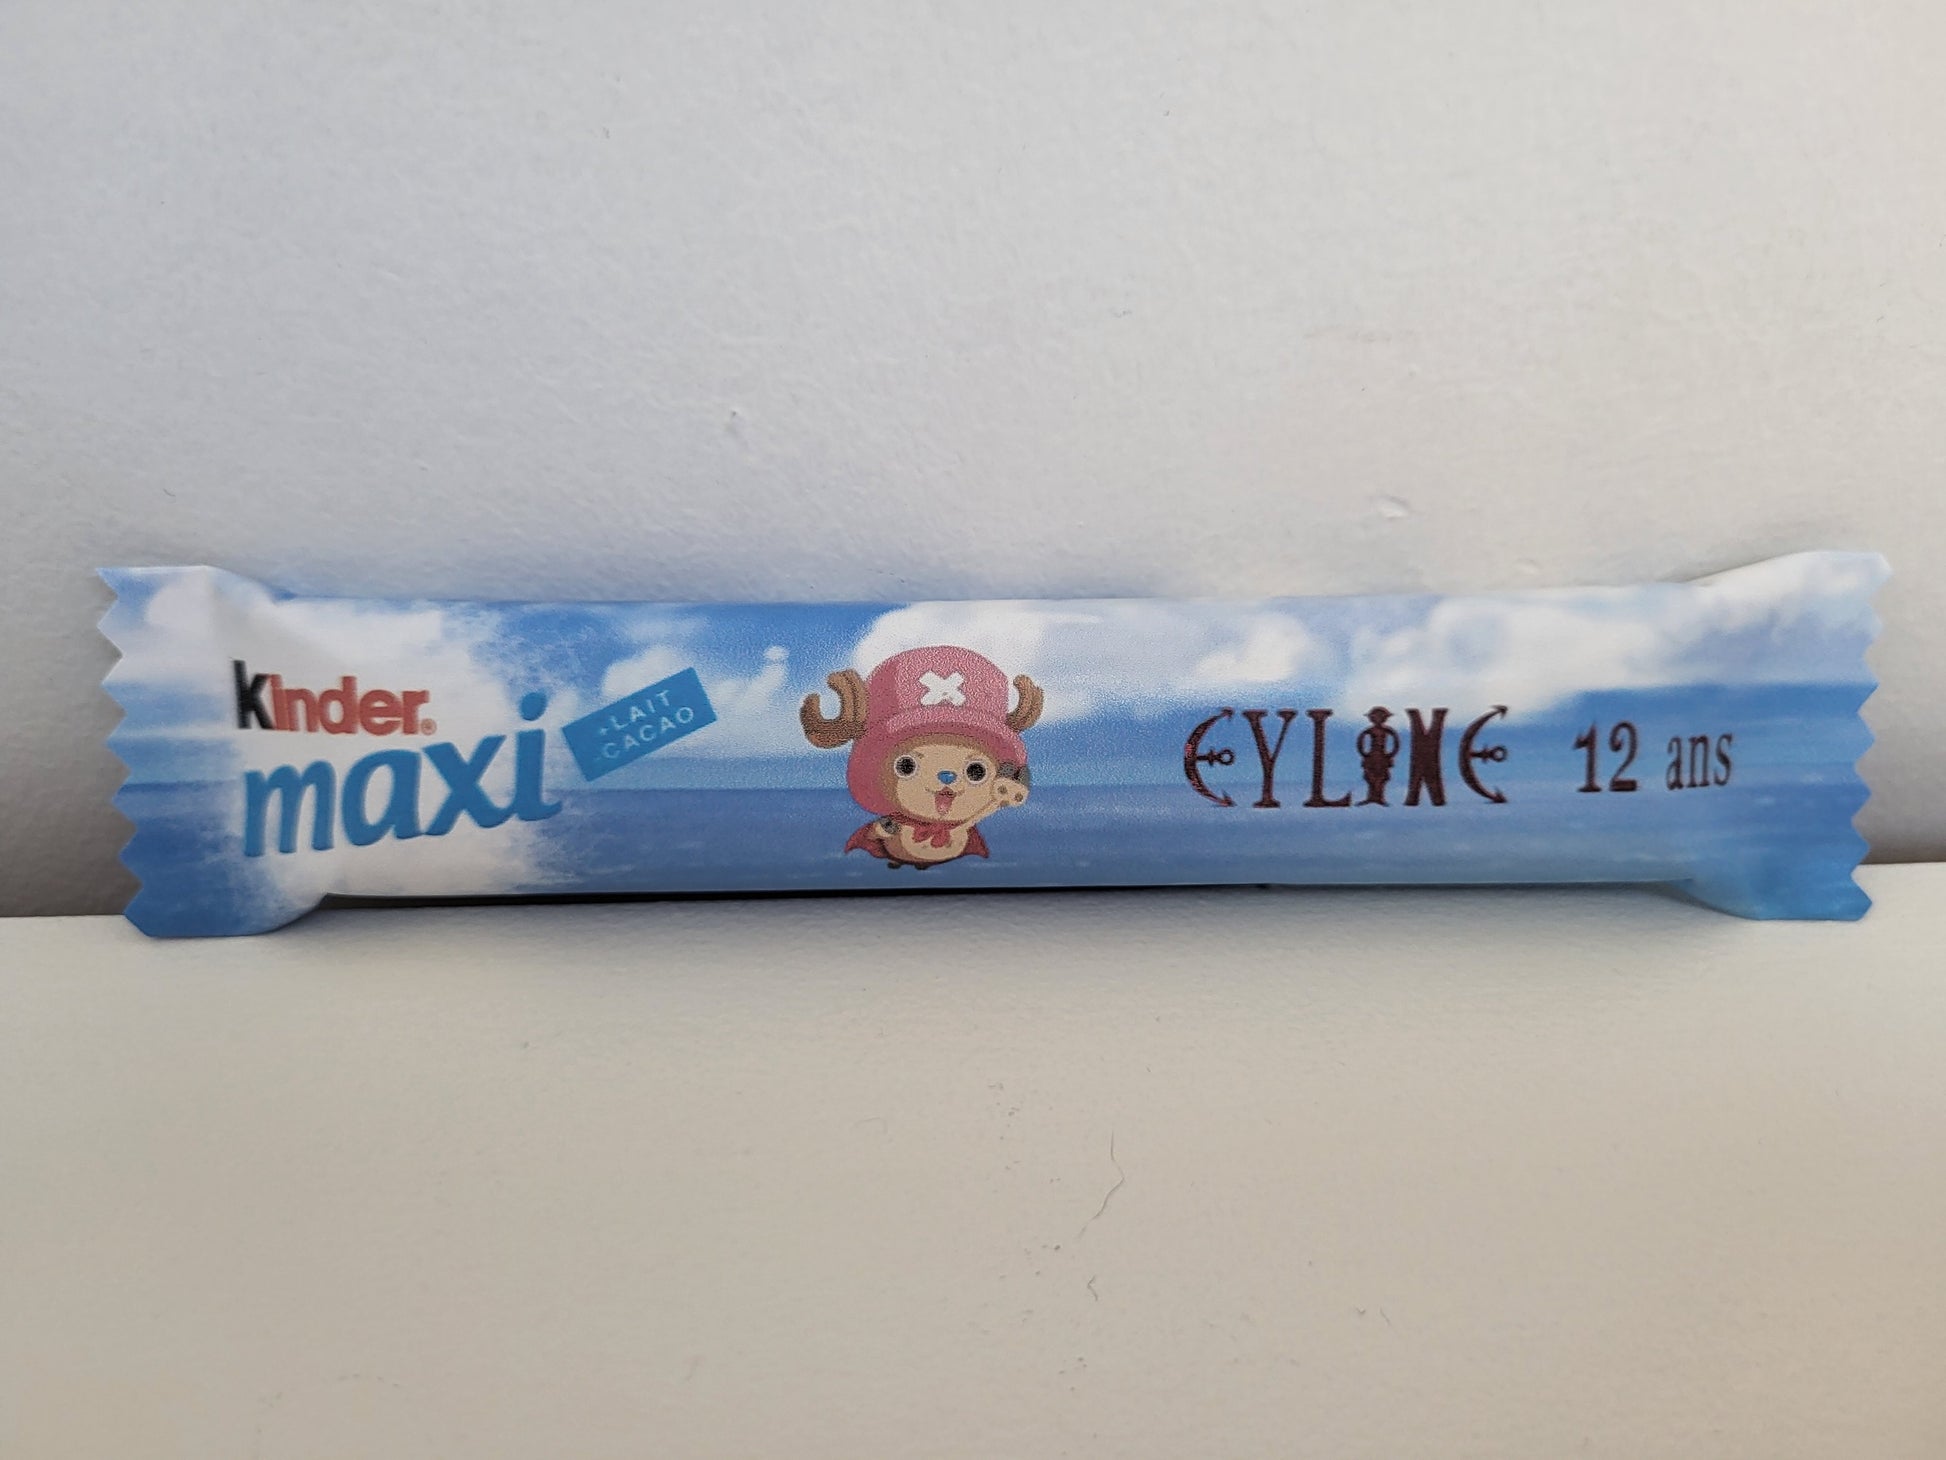 kinder®
maxi
+LAIT
-CACAO
EYLINE 12 ans